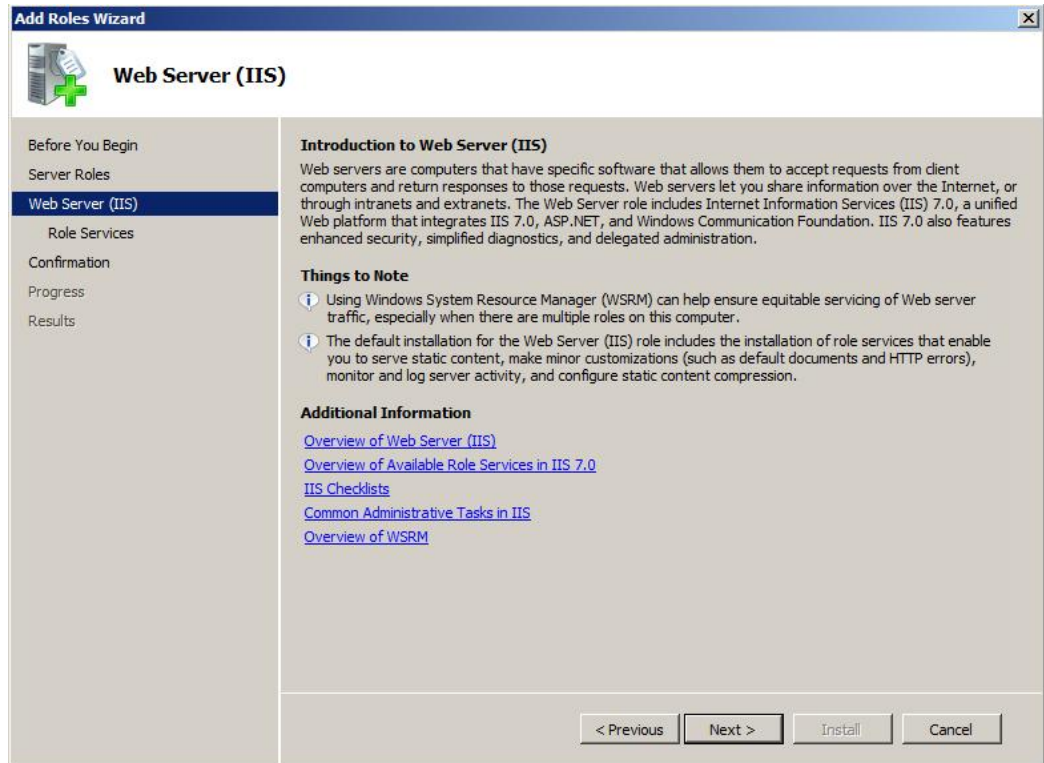 Add Roles Wizard
Web Server (IIS)
Before You Begin
Server Roles
Web Server (IIS)
Role Services
Confirmation
Progress
Results
Introduction to Web Server (IIS)
Web servers are computers that have specific software that allows them to accept requests from client
computers and return responses to those requests. Web servers let you share information over the Internet, or
through intranets and extranets. The Web Server role includes Internet Information Services (IIS) 7.0, a unified
Web platform that integrates IIS 7.0, ASP.NET, and Windows Communication Foundation. IIS 7.0 also features
enhanced security, simplified diagnostics, and delegated administration.
Things to Note
Using Windows System Resource Manager (WSRM) can help ensure equitable servicing of Web server
traffic, especially when there are multiple roles on this computer.
The default installation for the Web Server (IIS) role includes the installation of role services that enable
you to serve static content, make minor customizations (such as default documents and HTTP errors),
monitor and log server activity, and configure static content compression.
Additional Information
Overview of Web Server (IIS)
Overview of Available Role Services in IIS 7.0
IIS Checklists
Common Administrative Tasks in IIS
Overview of WSRM
< Previous
Next >
Install
Cancel